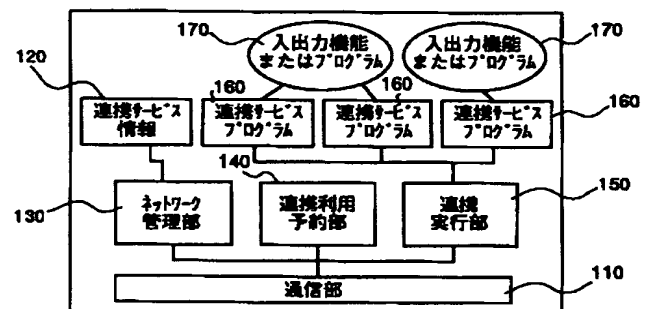 170
入出力機能
またはプログラム
入出力機能
またはプログラム
170
120
連携サービス
情報
160
連携サービス
プログラム
160
連携サービス
プログラム
連携サービス
プログラム
160
130
ネットワーク
管理部
140
連携利用
予約部
連携
実行部
150
通信部
110